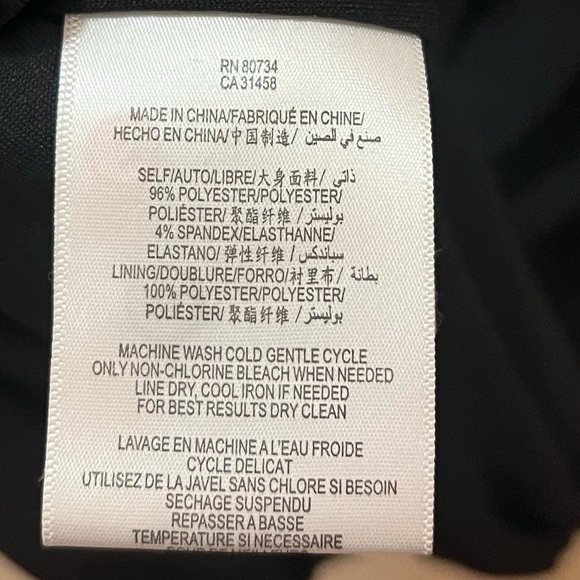 RN 80734
CA 31458
MADE IN CHINA/FABRIQUÉ EN CHINE/
HECHO EN CHINA/中国制造/ صنع في الصين
SELF/AUTO/LIBRE/大身面料/ ذاتي
96% POLYESTER/POLYESTER/
POLIÉSTER/ 聚酯纤维 / بوليستر
4% SPANDEX/ELASTHANNE/
ELASTANO/ 弹性纤维 / سباندكس
LINING/DOUBLURE/FORRO/衬里布/ بطانة
100% POLYESTER/POLYESTER/
POLIÉSTER/ 聚酯纤维 / بوليستر
MACHINE WASH COLD GENTLE CYCLE
ONLY NON-CHLORINE BLEACH WHEN NEEDED
LINE DRY, COOL IRON IF NEEDED
FOR BEST RESULTS DRY CLEAN
LAVAGE EN MACHINE A L'EAU FROIDE
CYCLE DELICAT
UTILISEZ DE LA JAVEL SANS CHLORE SI BESOIN
SECHAGE SUSPENDU
REPASSER A BASSE
TEMPERATURE SI NECESSAIRE